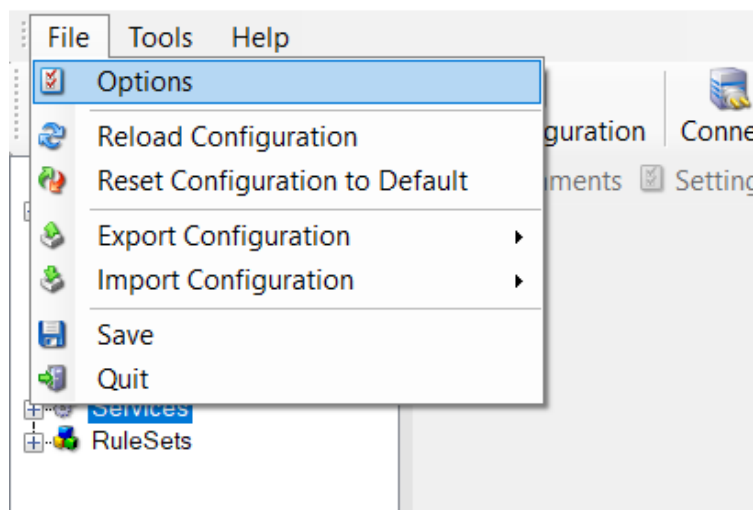 File Tools Help
Options
guration Conne
Reload Configuration
Reset Configuration to Default
ments Setting
Export Configuration
Import Configuration
Save
Quit
Services
RuleSets